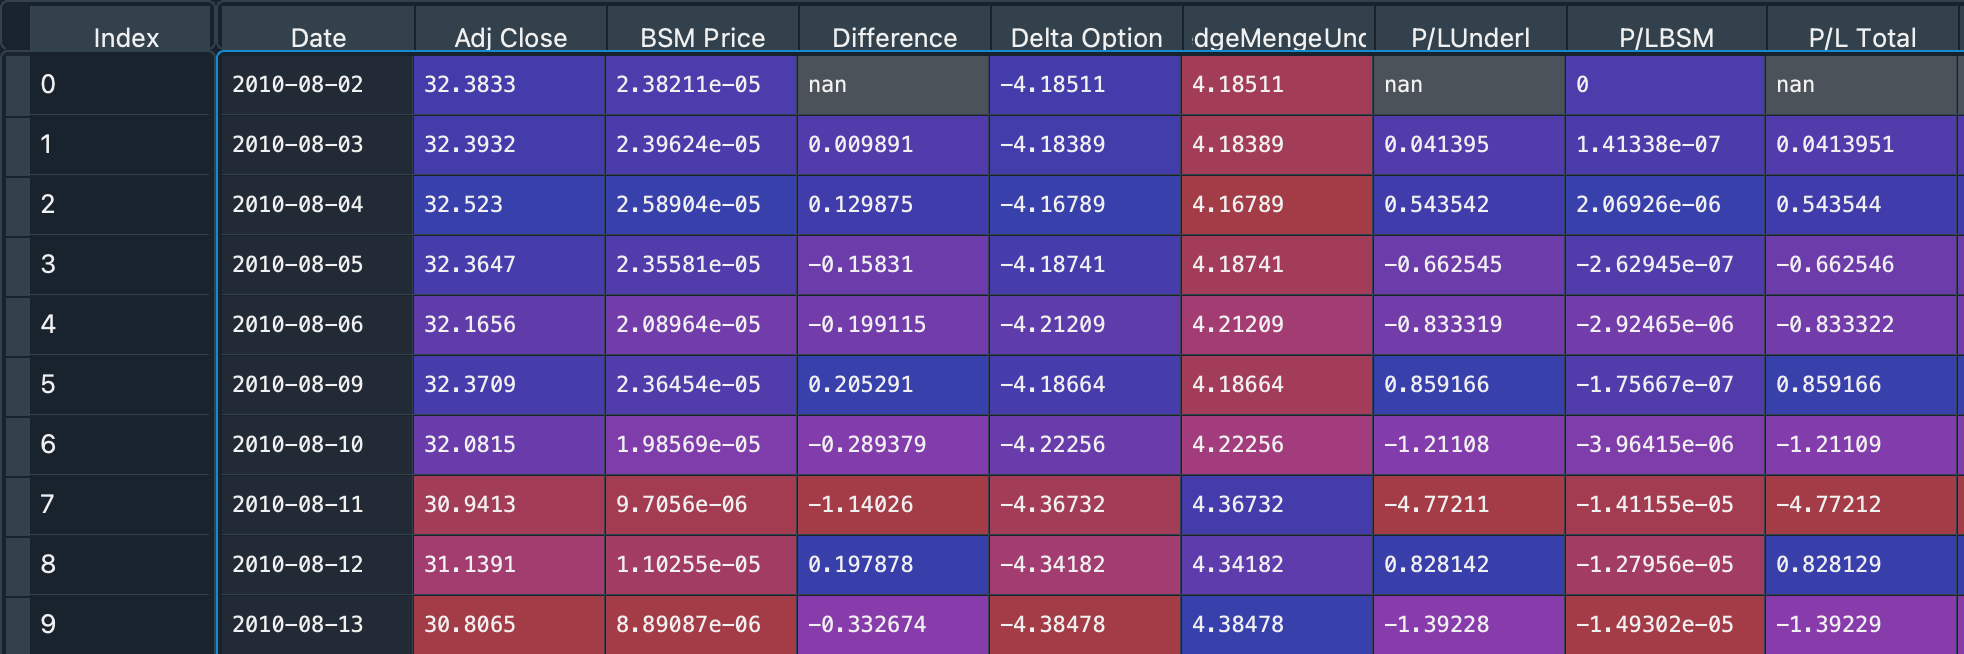 Index Date Adj Close BSM Price Difference Delta Option dgeMengeUnd P/LUnderl P/LBSM P/L Total
0 2010-08-02 32.3833 2.38211e-05 nan -4.18511 4.18511 nan 0 nan
1 2010-08-03 32.3932 2.39624e-05 0.009891 -4.18389 4.18389 0.041395 1.41338e-07 0.0413951
2 2010-08-04 32.523 2.58904e-05 0.129875 -4.16789 4.16789 0.543542 2.06926e-06 0.543544
3 2010-08-05 32.3647 2.35581e-05 -0.15831 -4.18741 4.18741 -0.662545 -2.62945e-07 -0.662546
4 2010-08-06 32.1656 2.08964e-05 -0.199115 -4.21209 4.21209 -0.833319 -2.92465e-06 -0.833322
5 2010-08-09 32.3709 2.36454e-05 0.205291 -4.18664 4.18664 0.859166 -1.75667e-07 0.859166
6 2010-08-10 32.0815 1.98569e-05 -0.289379 -4.22256 4.22256 -1.21108 -3.96415e-06 -1.21109
7 2010-08-11 30.9413 9.7056e-06 -1.14026 -4.36732 4.36732 -4.77211 -1.41155e-05 -4.77212
8 2010-08-12 31.1391 1.10255e-05 0.197878 -4.34182 4.34182 0.828142 -1.27956e-05 0.828129
9 2010-08-13 30.8065 8.89087e-06 -0.332674 -4.38478 4.38478 -1.39228 -1.49302e-05 -1.39229